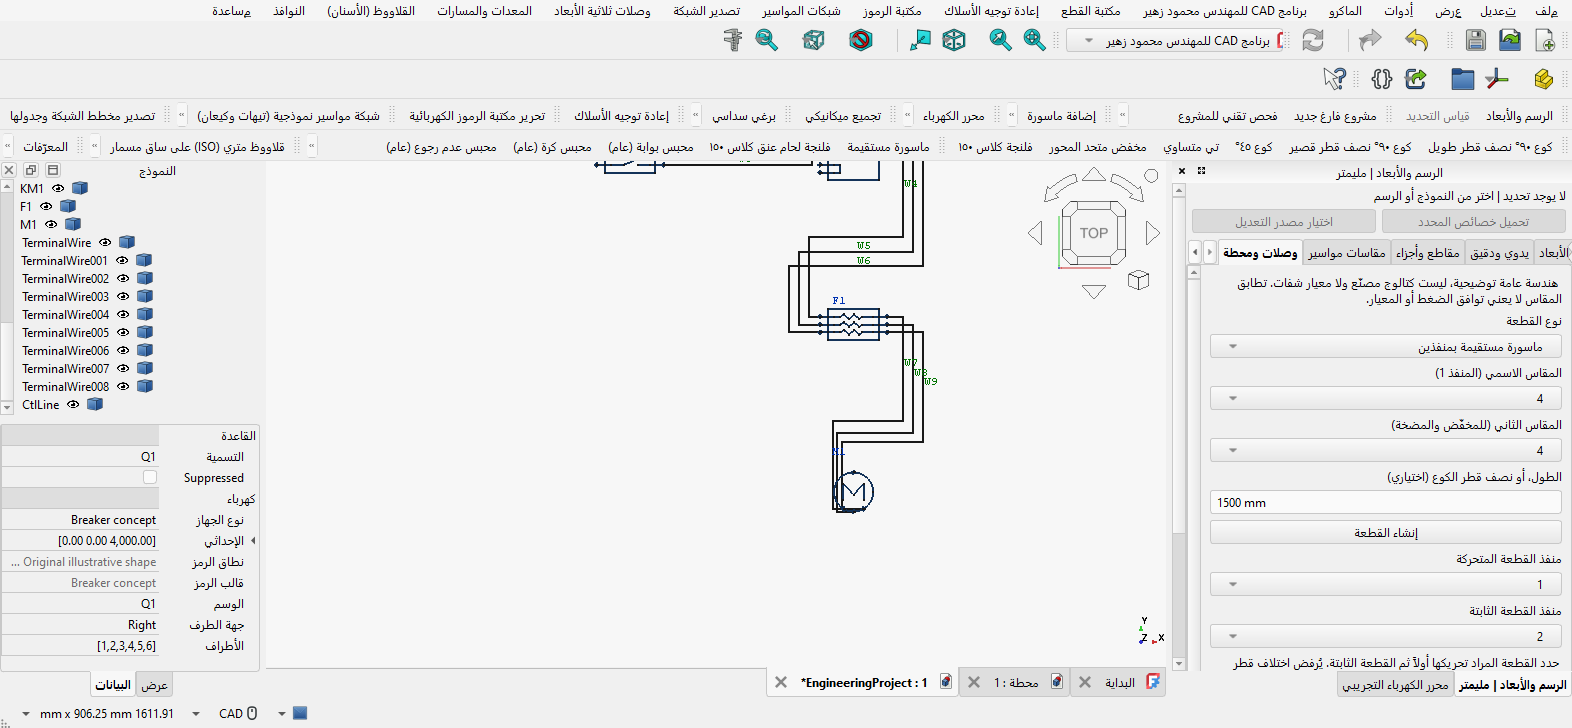 ملف تعديل عرض أدوات الماكرو برنامج CAD للمهندس محمود زهير مكتبة القطع إعادة توجيه الأسلاك مكتبة الرموز شبكات المواسير تصدير الشبكة وصلات ثلاثية الأبعاد المعدات والمسارات القلاووظ (الأسنان) النوافذ مساعدة
برنامج CAD للمهندس محمود زهير
الرسم والأبعاد قياس التحديد مشروع فارغ جديد فحص تقني للمشروع » إضافة ماسورة » محرر الكهرباء » تجميع ميكانيكي برغي سداسي » إعادة توجيه الأسلاك تحرير مكتبة الرموز الكهربائية شبكة مواسير نموذجية (تيهات وكيعان) » تصدير مخطط الشبكة وجدولها
كوع ٩٠° نصف قطر طويل كوع ٩٠° نصف قطر قصير كوع ٤٥° تي متساوي مخفض متحد المحور فلنجة كلاس ١٥٠ ماسورة مستقيمة فلنجة لحام عنق كلاس ١٥٠ محبس بوابة (عام) محبس كرة (عام) محبس عدم رجوع (عام) » قلاووظ متري (ISO) على ساق مسمار » المعرّفات »
الرسم والأبعاد | مليمتر
لا يوجد تحديد | اختر من النموذج أو الرسم
تحميل خصائص المحدد
اختيار مصدر التعديل
الأبعاد
يدوي ودقيق
مقاطع وأجزاء
مقاسات مواسير
وصلات ومحطة
هندسة عامة توضيحية، ليست كتالوج مصنّع ولا معيار شفات. تطابق
المقاس لا يعني توافق الضغط أو المعيار.
نوع القطعة
ماسورة مستقيمة بمنفذين
المقاس الاسمي (المنفذ 1)
4
المقاس الثاني (للمخفّض والمضخة)
4
الطول، أو نصف قطر الكوع (اختياري)
1500 mm
إنشاء القطعة
منفذ القطعة المتحركة
1
منفذ القطعة الثابتة
2
حدد القطعة المراد تحريكها أولاً ثم القطعة الثابتة. يُرفض اختلاف قطر
الرسم والأبعاد | مليمتر
محرر الكهرباء التجريبي
TOP
W4
W5
W6
F1
W7
W8
W9
M
Y
Z
X
النموذج
KM1
F1
M1
TerminalWire
TerminalWire001
TerminalWire002
TerminalWire003
TerminalWire004
TerminalWire005
TerminalWire006
TerminalWire007
TerminalWire008
CtlLine
القاعدة
التسمية Q1
Suppressed
كهرباء
نوع الجهاز Breaker concept
الإحداثي [0.00 0.00 4,000.00]
نطاق الرمز Original illustrative shape ...
قالب الرمز Breaker concept
الوسم Q1
جهة الطرف Right
الأطراف [1,2,3,4,5,6]
عرض
البيانات
البداية
محطة : 1
EngineeringProject : 1*
CAD
mm x 906.25 mm 1611.91